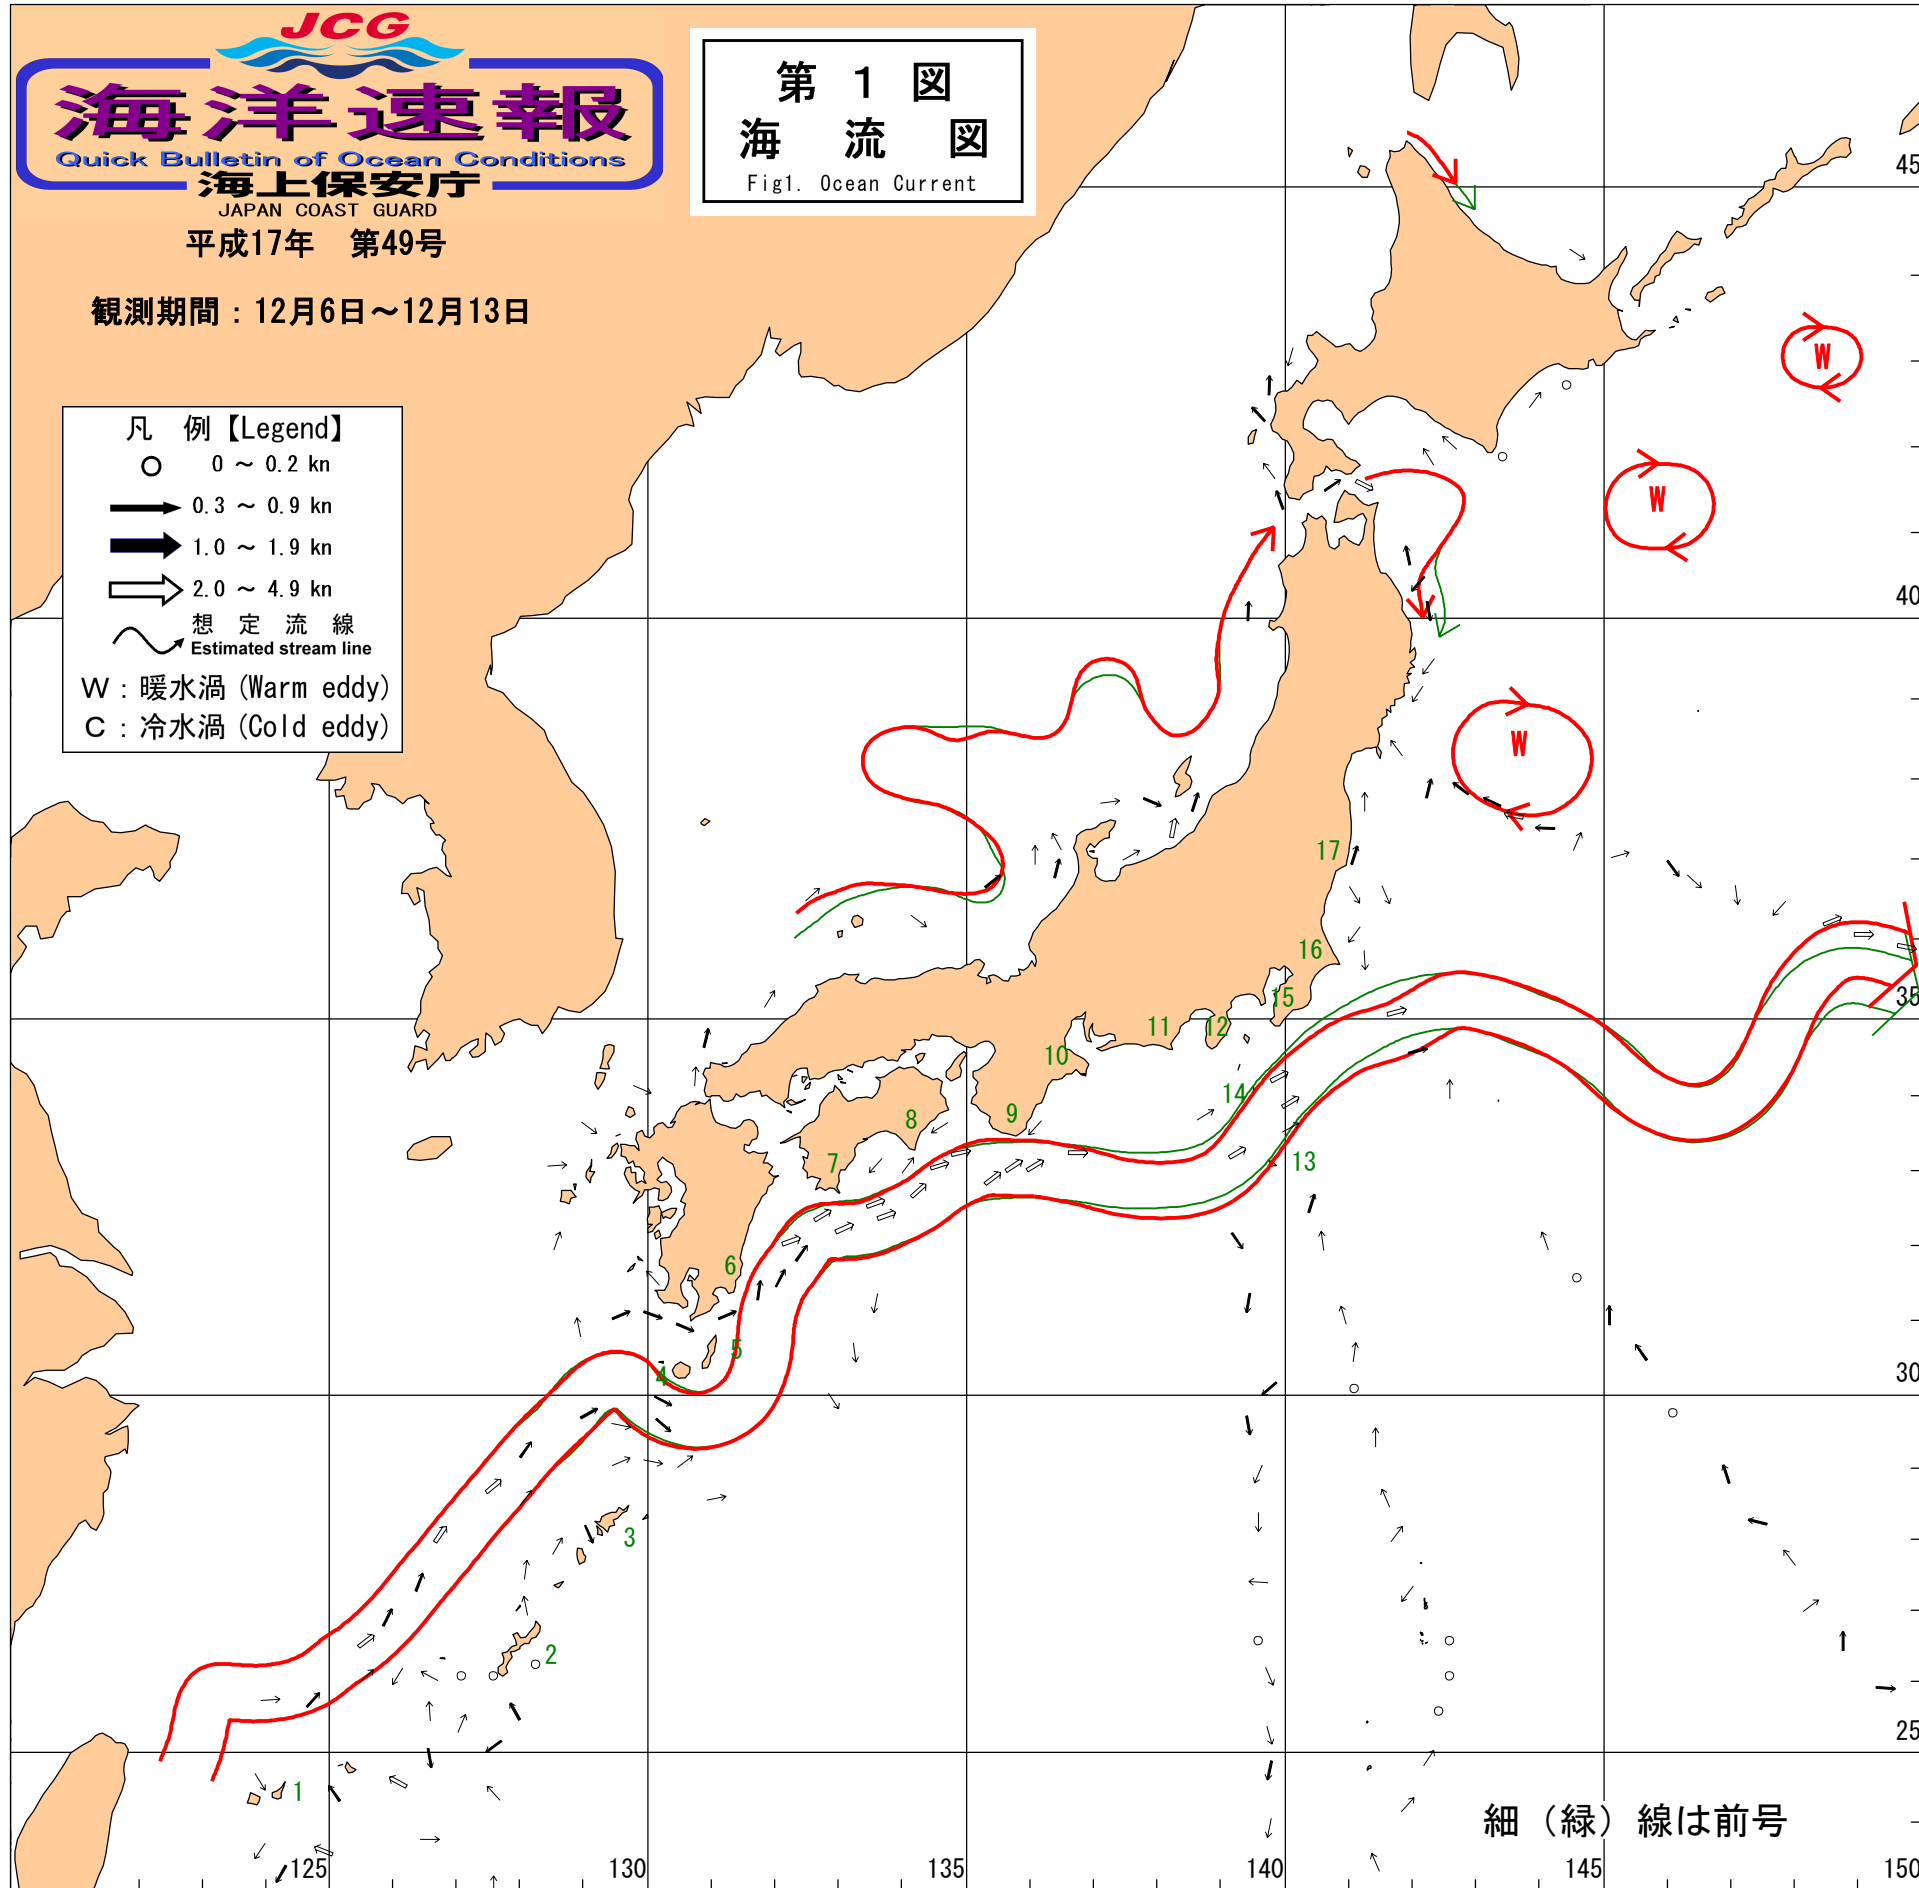 JCG
海洋速報
Quick Bulletin of Ocean Conditions
海上保安庁
JAPAN COAST GUARD
平成17年 第49号
観測期間：12月6日～12月13日
第 1 図
海 流 図
Fig1. Ocean Current
凡 例【Legend】
0 ～ 0.2 kn
0.3 ～ 0.9 kn
1.0 ～ 1.9 kn
2.0 ～ 4.9 kn
想 定 流 線
Estimated stream line
W：暖水渦(Warm eddy)
C：冷水渦(Cold eddy)
45
W
W
40
W
17
16
35
15
12
11
10
14
9
8
7
13
6
5
4
30
3
2
25
1
細（緑）線は前号
125
130
135
140
145
150